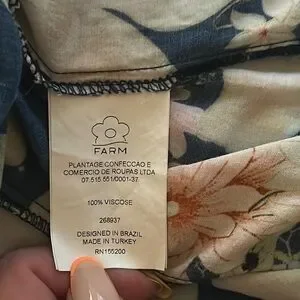 FARM
PLANTAGE CONFECCAO E
COMERCIO DE ROUPAS LTDA
07.515.551/0001-37
100% VISCOSE
268937
DESIGNED IN BRAZIL
MADE IN TURKEY
RN155200